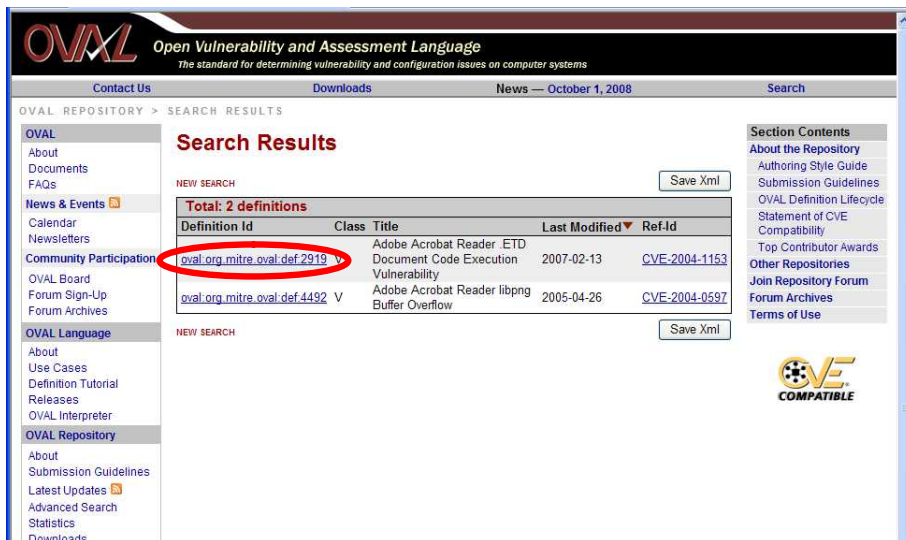 OVAL Open Vulnerability and Assessment Language
The standard for determining vulnerability and configuration issues on computer systems
Contact Us Downloads News — October 1, 2008 Search
OVAL REPOSITORY > SEARCH RESULTS
OVAL
About
Documents
FAQs
News & Events
Calendar
Newsletters
Community Participation
OVAL Board
Forum Sign-Up
Forum Archives
OVAL Language
About
Use Cases
Definition Tutorial
Releases
OVAL Interpreter
OVAL Repository
About
Submission Guidelines
Latest Updates
Advanced Search
Statistics
Downloads
Search Results
NEW SEARCH Save Xml
Total: 2 definitions
Definition Id Class Title Last Modified Ref-Id
Adobe Acrobat Reader .ETD
oval:org.mitre.oval:def:2919 V Document Code Execution 2007-02-13 CVE-2004-1153
Vulnerability
Adobe Acrobat Reader libpng
oval:org.mitre.oval:def:4492 V 2005-04-26 CVE-2004-0597
Buffer Overflow
NEW SEARCH Save Xml
Section Contents
About the Repository
Authoring Style Guide
Submission Guidelines
OVAL Definition Lifecycle
Statement of CVE
Compatibility
Top Contributor Awards
Other Repositories
Join Repository Forum
Forum Archives
Terms of Use
CVE
COMPATIBLE